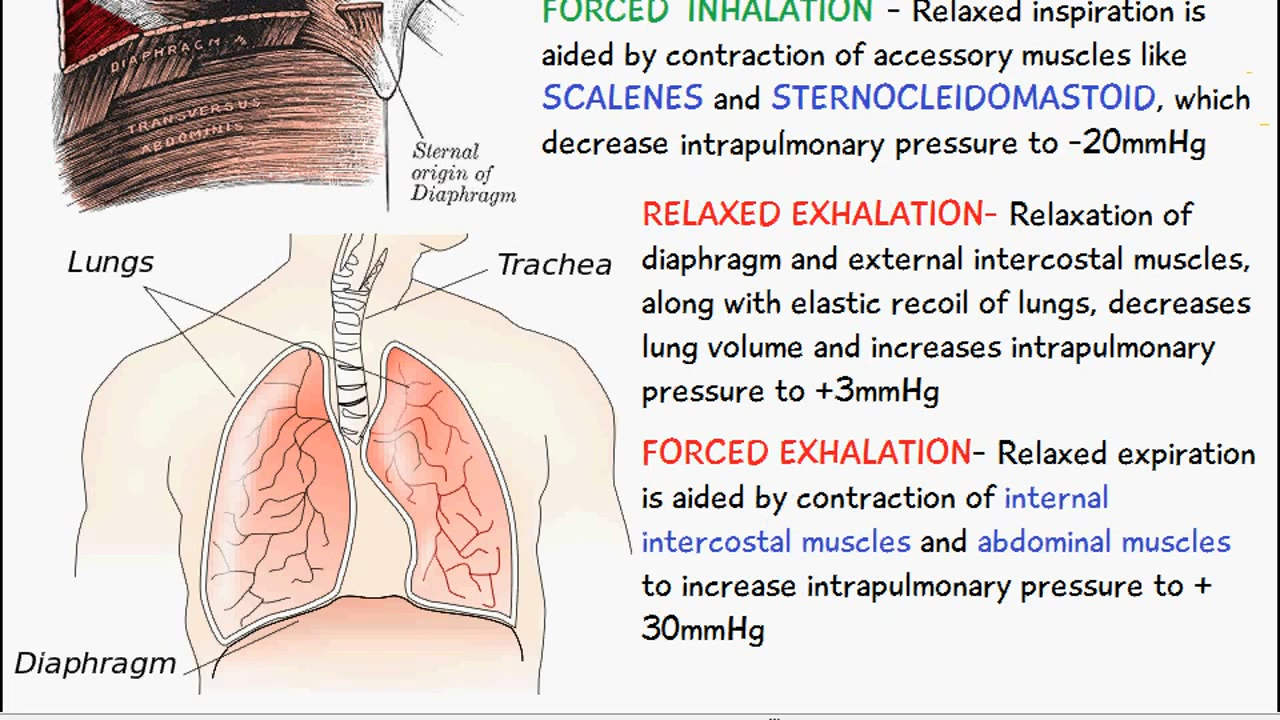 DIAPHRAGM
TRANSVERSUS
ABDOMINIS
Sternal
origin of
Diaphragm
FORCED INHALATION - Relaxed inspiration is
aided by contraction of accessory muscles like
SCALENES and STERNOCLEIDOMASTOID, which
decrease intrapulmonary pressure to -20mmHg
Lungs
Trachea
Diaphragm
RELAXED EXHALATION- Relaxation of
diaphragm and external intercostal muscles,
along with elastic recoil of lungs, decreases
lung volume and increases intrapulmonary
pressure to +3mmHg
FORCED EXHALATION- Relaxed expiration
is aided by contraction of internal
intercostal muscles and abdominal muscles
to increase intrapulmonary pressure to +
30mmHg